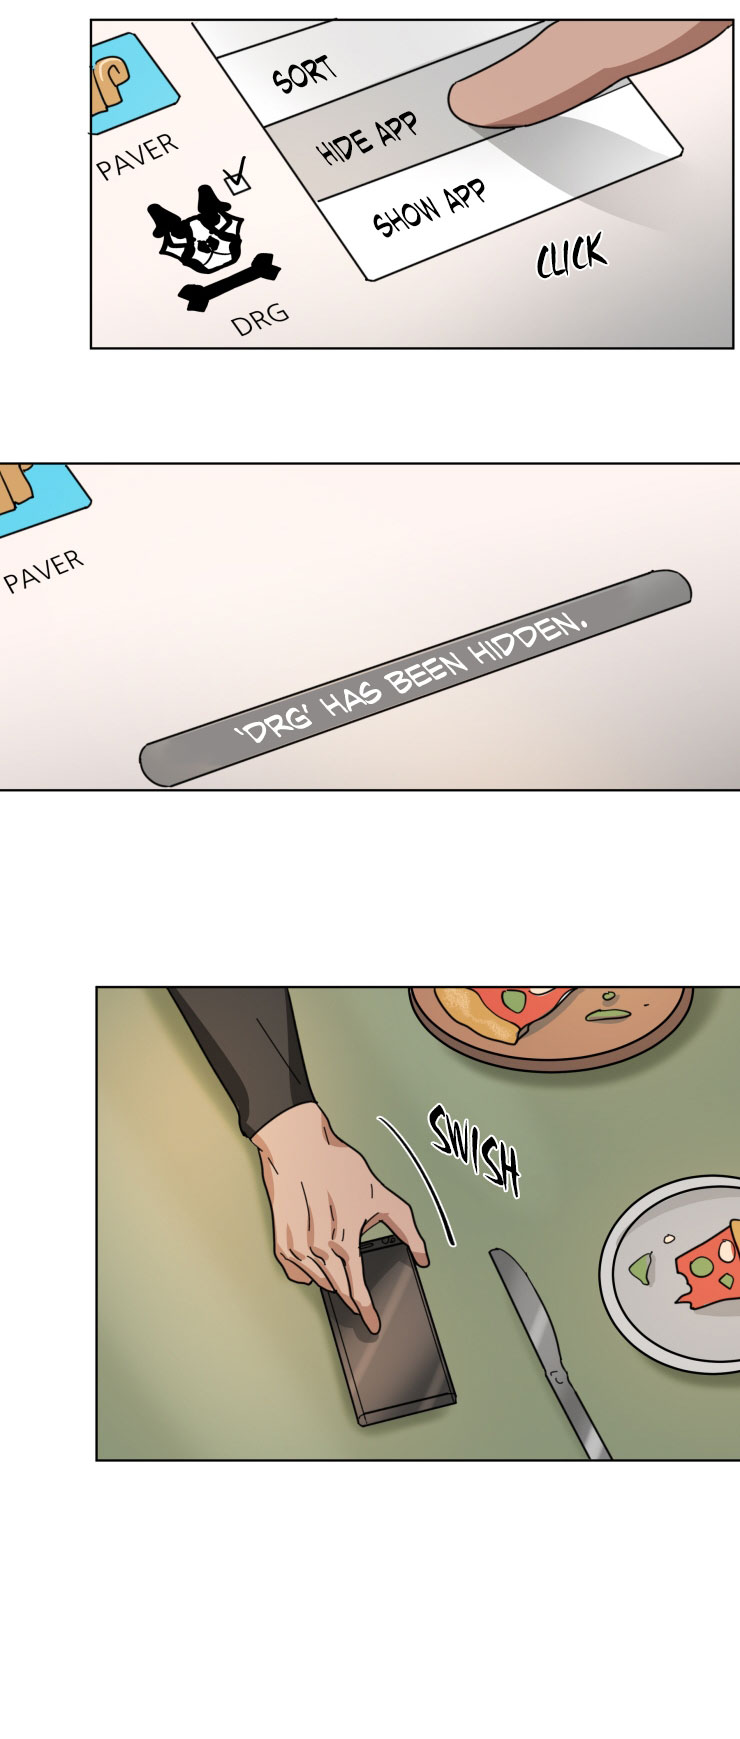 SORT
HIDE APP
SHOW APP
PAVER
DRG
CLICK
PAVER
'DRG' HAS BEEN HIDDEN.
SWISH